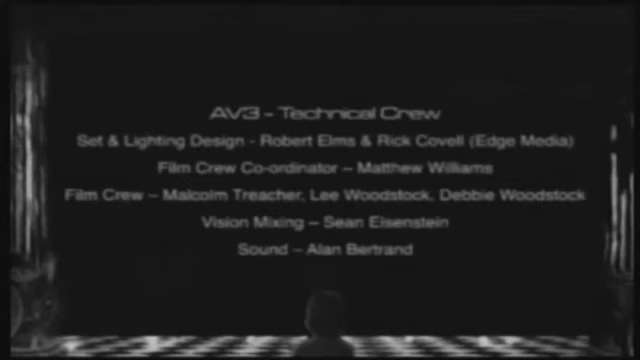 AV3 - Technical Crew
Set & Lighting Design - Robert Elms & Rick Covell (Edge Media)
Film Crew Co-ordinator – Matthew Williams
Film Crew – Malcolm Treacher, Lee Woodstock, Debbie Woodstock
Vision Mixing – Sean Eisenstein
Sound – Alan Bertrand